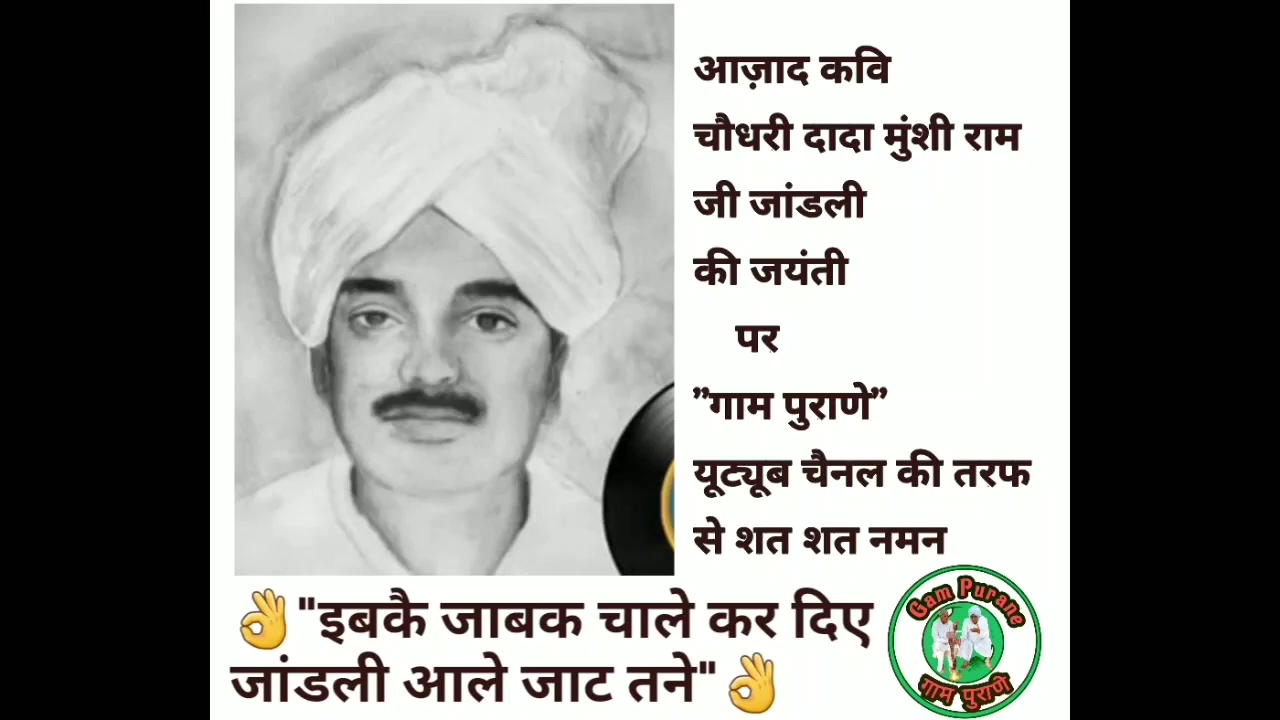 आज़ाद कवि
चौधरी दादा मुंशी राम
जी जांडली
की जयंती
पर
”गाम पुराणे”
यूट्यूब चैनल की तरफ
से शत शत नमन
👌"इबकै जाबक चाले कर दिए
जांडली आले जाट तने"👌
Gam Purane
गाम पुराणे